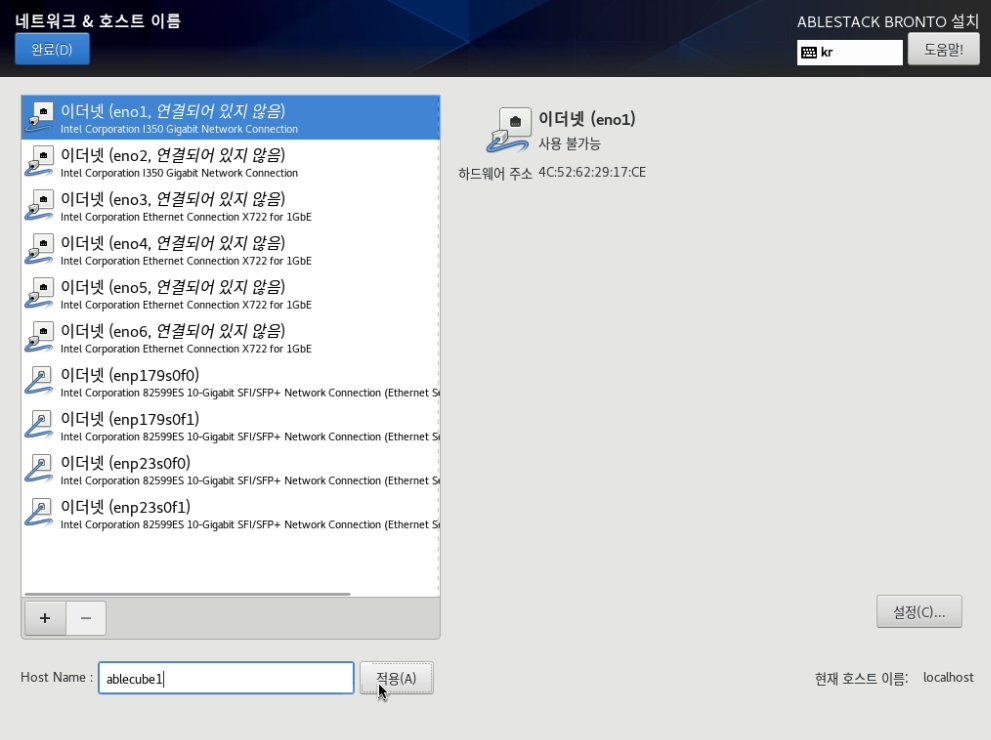 네트워크 & 호스트 이름
ABLESTACK BRONTO 설치
완료(D)
kr
도움말!
이더넷 (eno1, 연결되어 있지 않음)
Intel Corporation I350 Gigabit Network Connection
이더넷 (eno2, 연결되어 있지 않음)
Intel Corporation I350 Gigabit Network Connection
이더넷 (eno3, 연결되어 있지 않음)
Intel Corporation Ethernet Connection X722 for 1GbE
이더넷 (eno4, 연결되어 있지 않음)
Intel Corporation Ethernet Connection X722 for 1GbE
이더넷 (eno5, 연결되어 있지 않음)
Intel Corporation Ethernet Connection X722 for 1GbE
이더넷 (eno6, 연결되어 있지 않음)
Intel Corporation Ethernet Connection X722 for 1GbE
이더넷 (enp179s0f0)
Intel Corporation 82599ES 10-Gigabit SFI/SFP+ Network Connection (Ethernet Se
이더넷 (enp179s0f1)
Intel Corporation 82599ES 10-Gigabit SFI/SFP+ Network Connection (Ethernet Se
이더넷 (enp23s0f0)
Intel Corporation 82599ES 10-Gigabit SFI/SFP+ Network Connection (Ethernet Se
이더넷 (enp23s0f1)
Intel Corporation 82599ES 10-Gigabit SFI/SFP+ Network Connection (Ethernet Se
이더넷 (eno1)
사용 불가능
하드웨어 주소 4C:52:62:29:17:CE
+ −
설정(C)...
Host Name : ablecube1 적용(A)
현재 호스트 이름: localhost